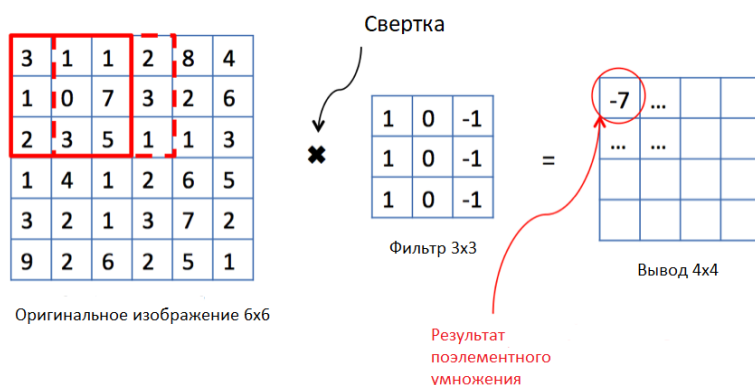 Свертка
3 1 1 2 8 4
1 0 7 3 2 6
2 3 5 1 1 3
1 4 1 2 6 5
3 2 1 3 7 2
9 2 6 2 5 1
Оригинальное изображение 6x6
✖
1 0 -1
1 0 -1
1 0 -1
Фильтр 3x3
=
-7 ...
... ...
Вывод 4x4
Результат
поэлементного
умножения